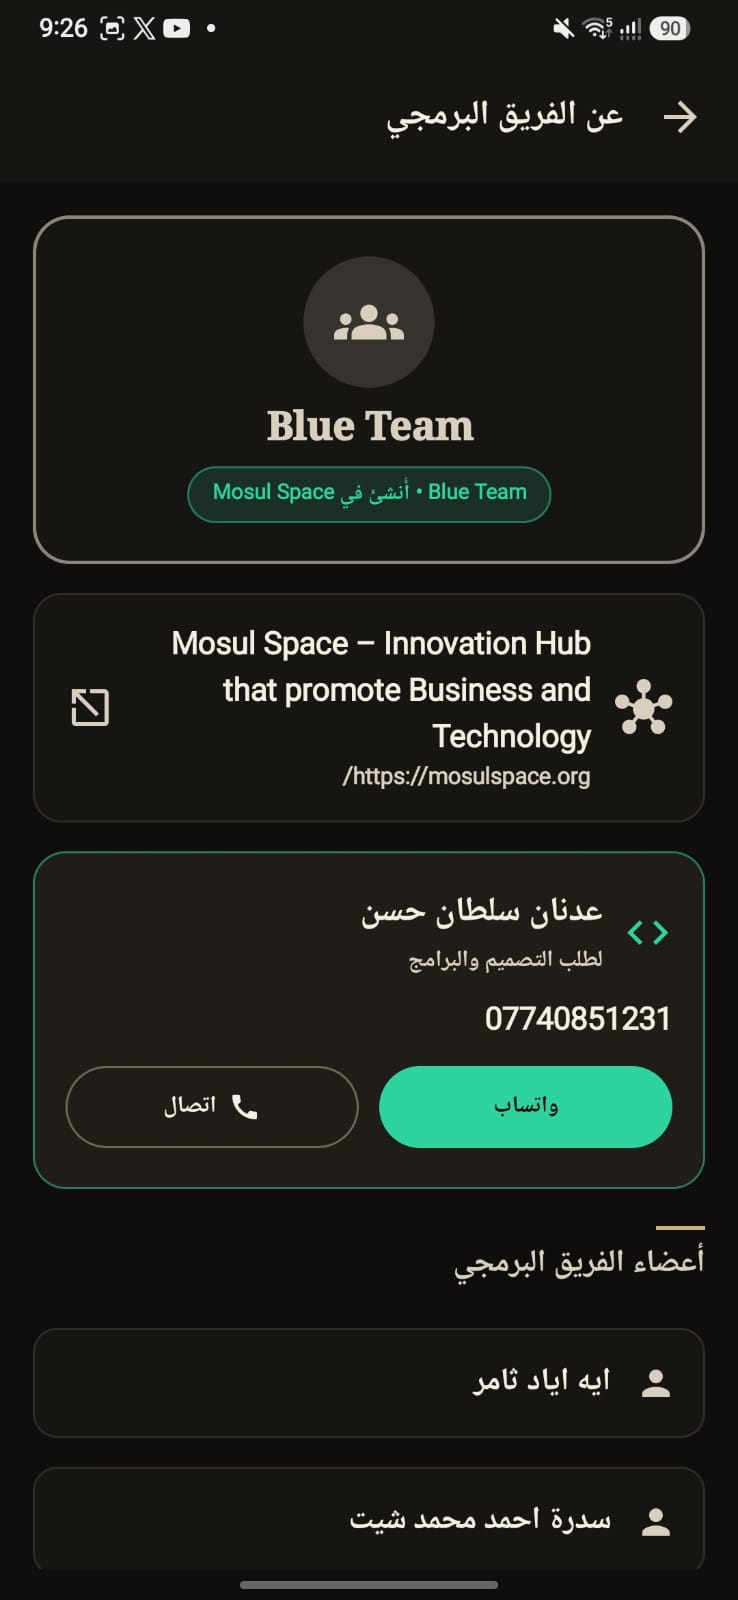 9:26
5
90
عن الفريق البرمجي
Blue Team
Blue Team • أنشئ في Mosul Space
Mosul Space – Innovation Hub
that promote Business and
Technology
/https://mosulspace.org
عدنان سلطان حسن
لطلب التصميم والبرامج
07740851231
واتساب
اتصال
أعضاء الفريق البرمجي
ايه اياد ثامر
سدرة احمد محمد شيت